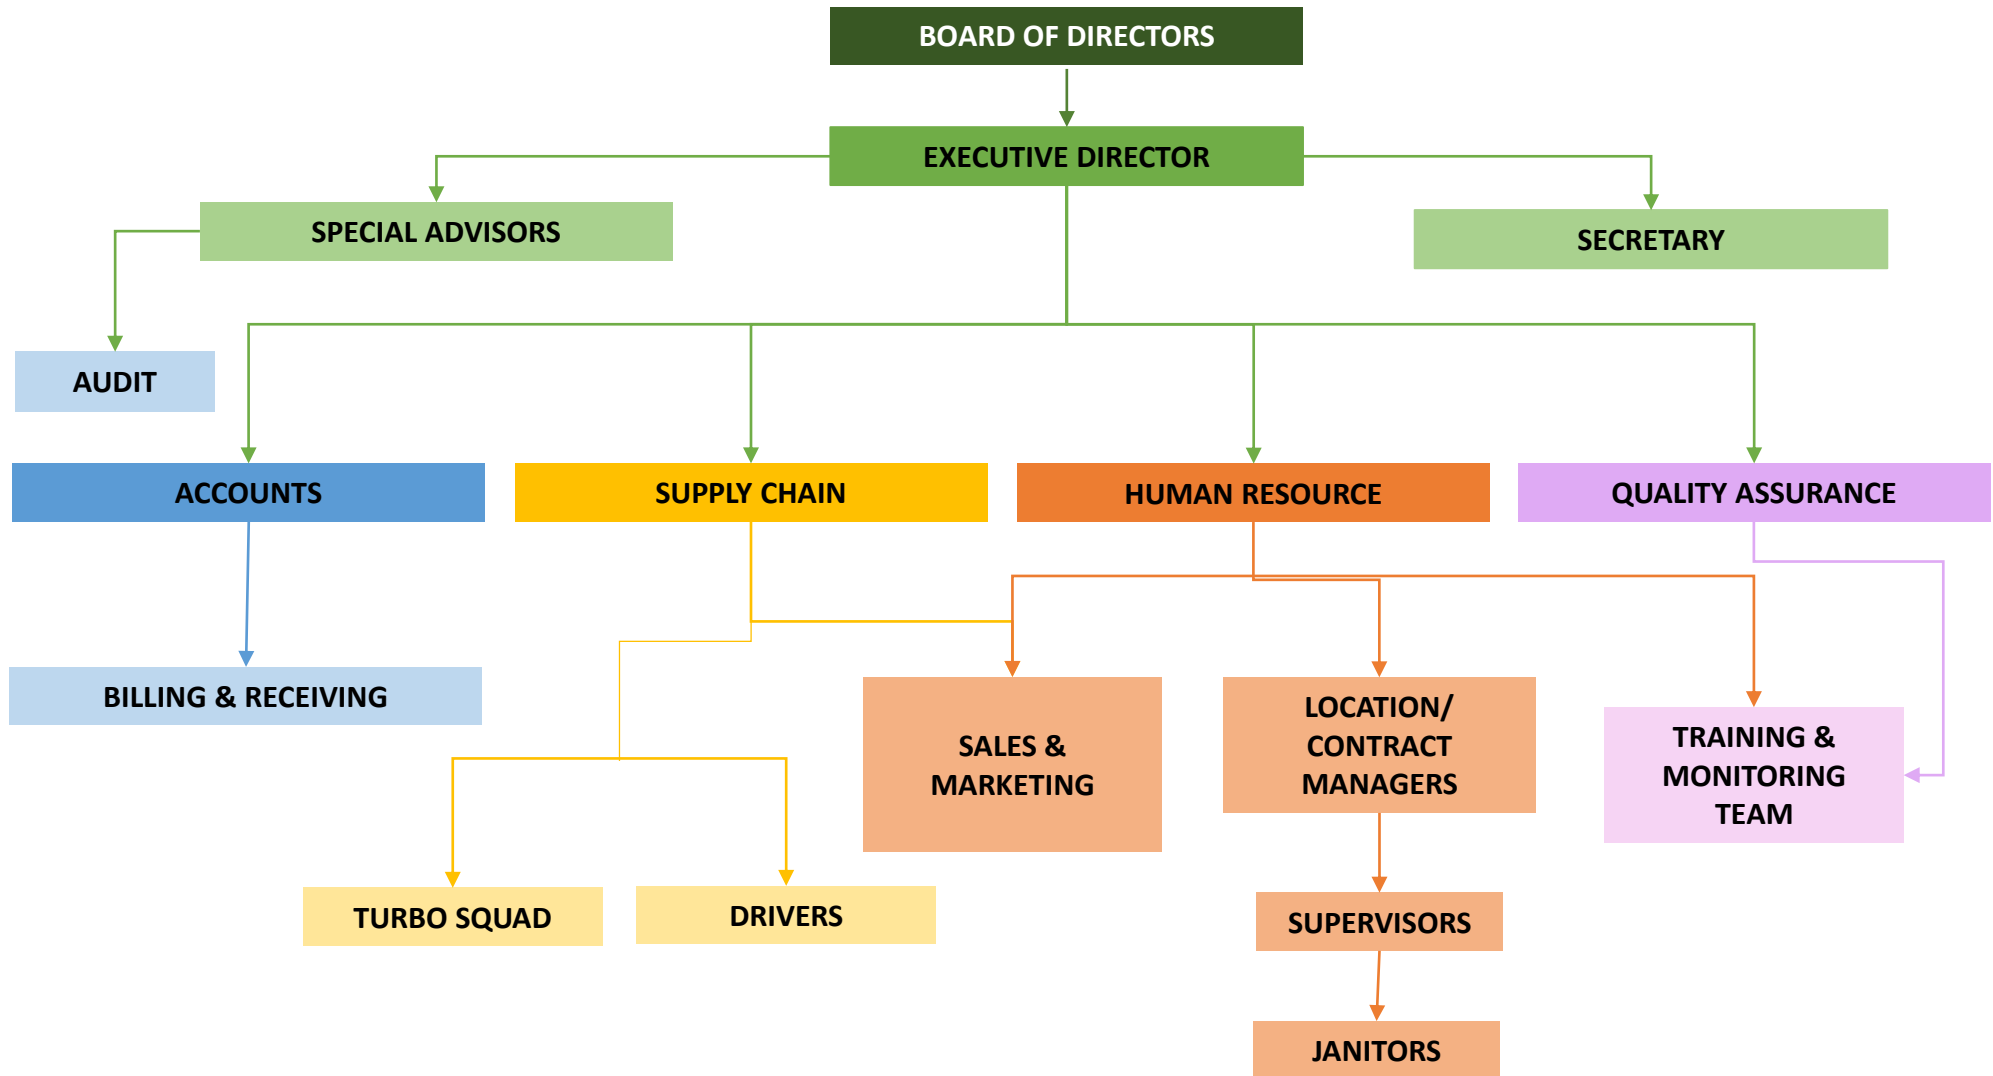 BOARD OF DIRECTORS
EXECUTIVE DIRECTOR
SPECIAL ADVISORS
SECRETARY
AUDIT
ACCOUNTS
SUPPLY CHAIN
HUMAN RESOURCE
QUALITY ASSURANCE
BILLING & RECEIVING
SALES &
MARKETING
LOCATION/
CONTRACT
MANAGERS
TRAINING &
MONITORING
TEAM
TURBO SQUAD
DRIVERS
SUPERVISORS
JANITORS